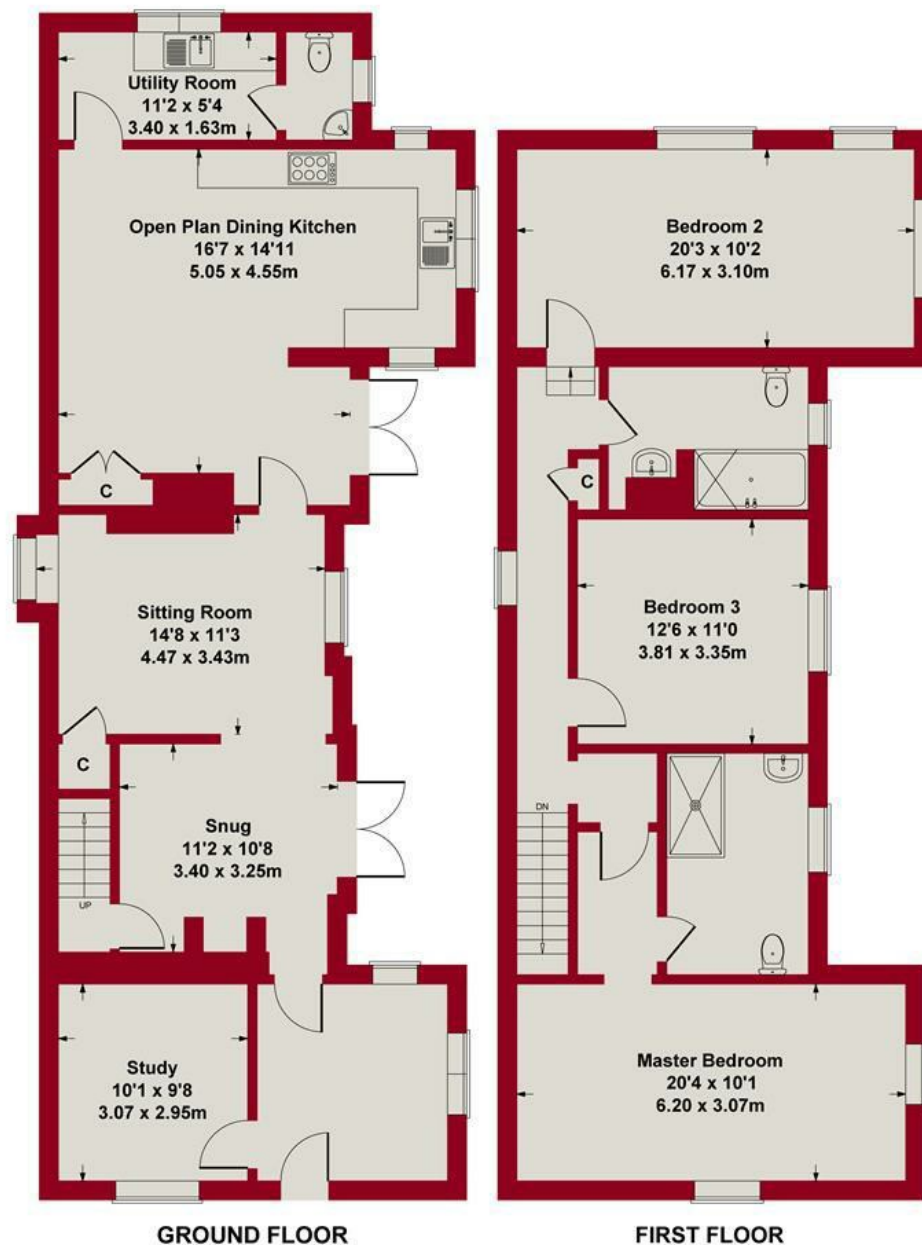 Utility Room
11'2 x 5'4
3.40 x 1.63m
Open Plan Dining Kitchen
16'7 x 14'11
5.05 x 4.55m
C
Sitting Room
14'8 x 11'3
4.47 x 3.43m
C
Snug
11'2 x 10'8
3.40 x 3.25m
UP
Study
10'1 x 9'8
3.07 x 2.95m
GROUND FLOOR
Bedroom 2
20'3 x 10'2
6.17 x 3.10m
C
Bedroom 3
12'6 x 11'0
3.81 x 3.35m
DN
Master Bedroom
20'4 x 10'1
6.20 x 3.07m
FIRST FLOOR